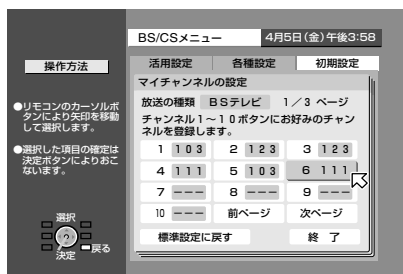 BS/CSメニュー 4月5日(金)午後3:58
操作方法
活用設定 各種設定 初期設定
マイチャンネルの設定
放送の種類 BSテレビ 1/3 ページ
チャンネル1～10ボタンにお好みのチャン
ネルを登録します。
●リモコンのカーソルボ
タンにより矢印を移動
して選択します。
●選択した項目の確定は
決定ボタンによりおこ
ないます。
1 103 2 123 3 123
4 111 5 103 6 111
7 --- 8 --- 9 ---
10 --- 前ページ 次ページ
標準設定に戻す 終 了
選択
戻る
決定